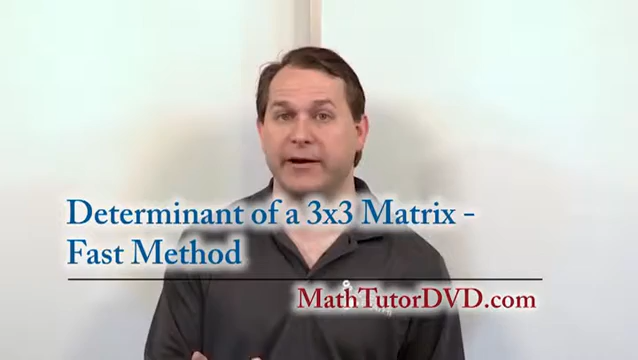 Determinant of a 3x3 Matrix -
Fast Method
MathTutorDVD.com